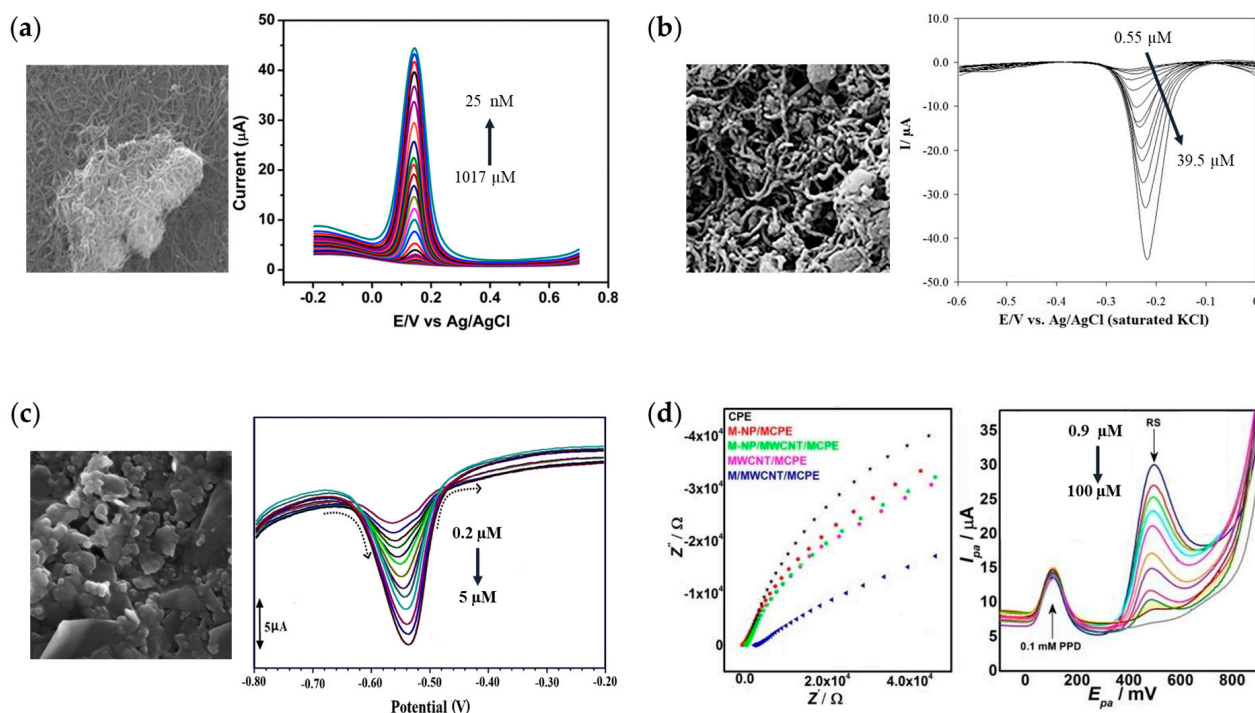 (a)
50
40
30
20
10
0
Current (µA)
25 nM
1017 µM
-0.2
0.0
0.2
0.4
0.6
0.8
E/V vs Ag/AgCl
(b)
10.0
0.0
-10.0
-20.0
-30.0
-40.0
-50.0
I/ µA
0.55 µM
39.5 µM
-0.6
-0.5
-0.4
-0.3
-0.2
-0.1
0
E/V vs. Ag/AgCl (saturated KCl)
(c)
0.2 µM
5 µM
5µA
-0.80
-0.70
-0.60
-0.50
-0.40
-0.30
-0.20
Potential (V)
(d)
CPE
M-NP/MCPE
M-NP/MWCNT/MCPE
MWCNT/MCPE
M/MWCNT/MCPE
-4x10⁴
-3x10⁴
-2x10⁴
-1x10⁴
0
Z''/ Ω
0.0
2.0x10⁴
4.0x10⁴
Z'/ Ω
35
30
25
20
15
10
5
0
Ipa/ µA
0.9 µM
100 µM
RS
0.1 mM PPD
200
400
600
800
Epa / mV